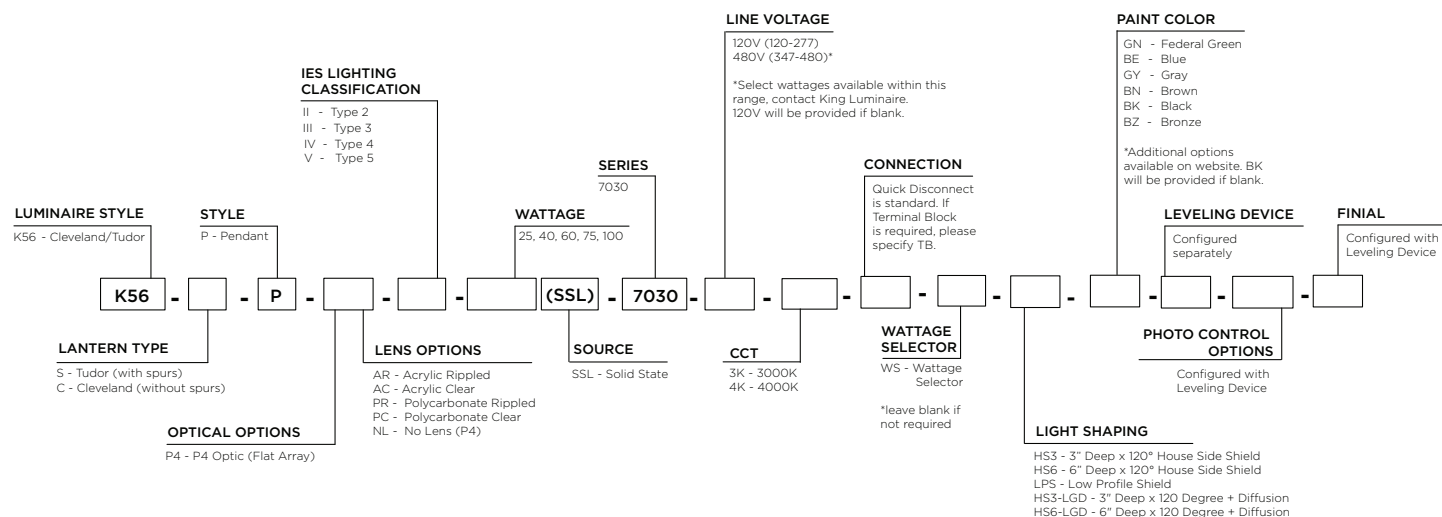 LINE VOLTAGE
120V (120-277)
480V (347-480)*
*Select wattages available within this
range, contact King Luminaire.
120V will be provided if blank.
PAINT COLOR
GN - Federal Green
BE - Blue
GY - Gray
BN - Brown
BK - Black
BZ - Bronze
*Additional options
available on website. BK
will be provided if blank.
IES LIGHTING
CLASSIFICATION
II - Type 2
III - Type 3
IV - Type 4
V - Type 5
SERIES
7030
CONNECTION
Quick Disconnect
is standard. If
Terminal Block
is required, please
specify TB.
LUMINAIRE STYLE
K56 - Cleveland/Tudor
STYLE
P - Pendant
WATTAGE
25, 40, 60, 75, 100
LEVELING DEVICE
Configured
separately
FINIAL
Configured with
Leveling Device
K56 - - P - - - (SSL) - 7030 - - - - - - - - -
LANTERN TYPE
S - Tudor (with spurs)
C - Cleveland (without spurs)
OPTICAL OPTIONS
P4 - P4 Optic (Flat Array)
LENS OPTIONS
AR - Acrylic Rippled
AC - Acrylic Clear
PR - Polycarbonate Rippled
PC - Polycarbonate Clear
NL - No Lens (P4)
SOURCE
SSL - Solid State
CCT
3K - 3000K
4K - 4000K
WATTAGE
SELECTOR
WS - Wattage
Selector
*leave blank if
not required
LIGHT SHAPING
HS3 - 3" Deep x 120° House Side Shield
HS6 - 6" Deep x 120° House Side Shield
LPS - Low Profile Shield
HS3-LGD - 3" Deep x 120 Degree + Diffusion
HS6-LGD - 6" Deep x 120 Degree + Diffusion
PHOTO CONTROL
OPTIONS
Configured with
Leveling Device